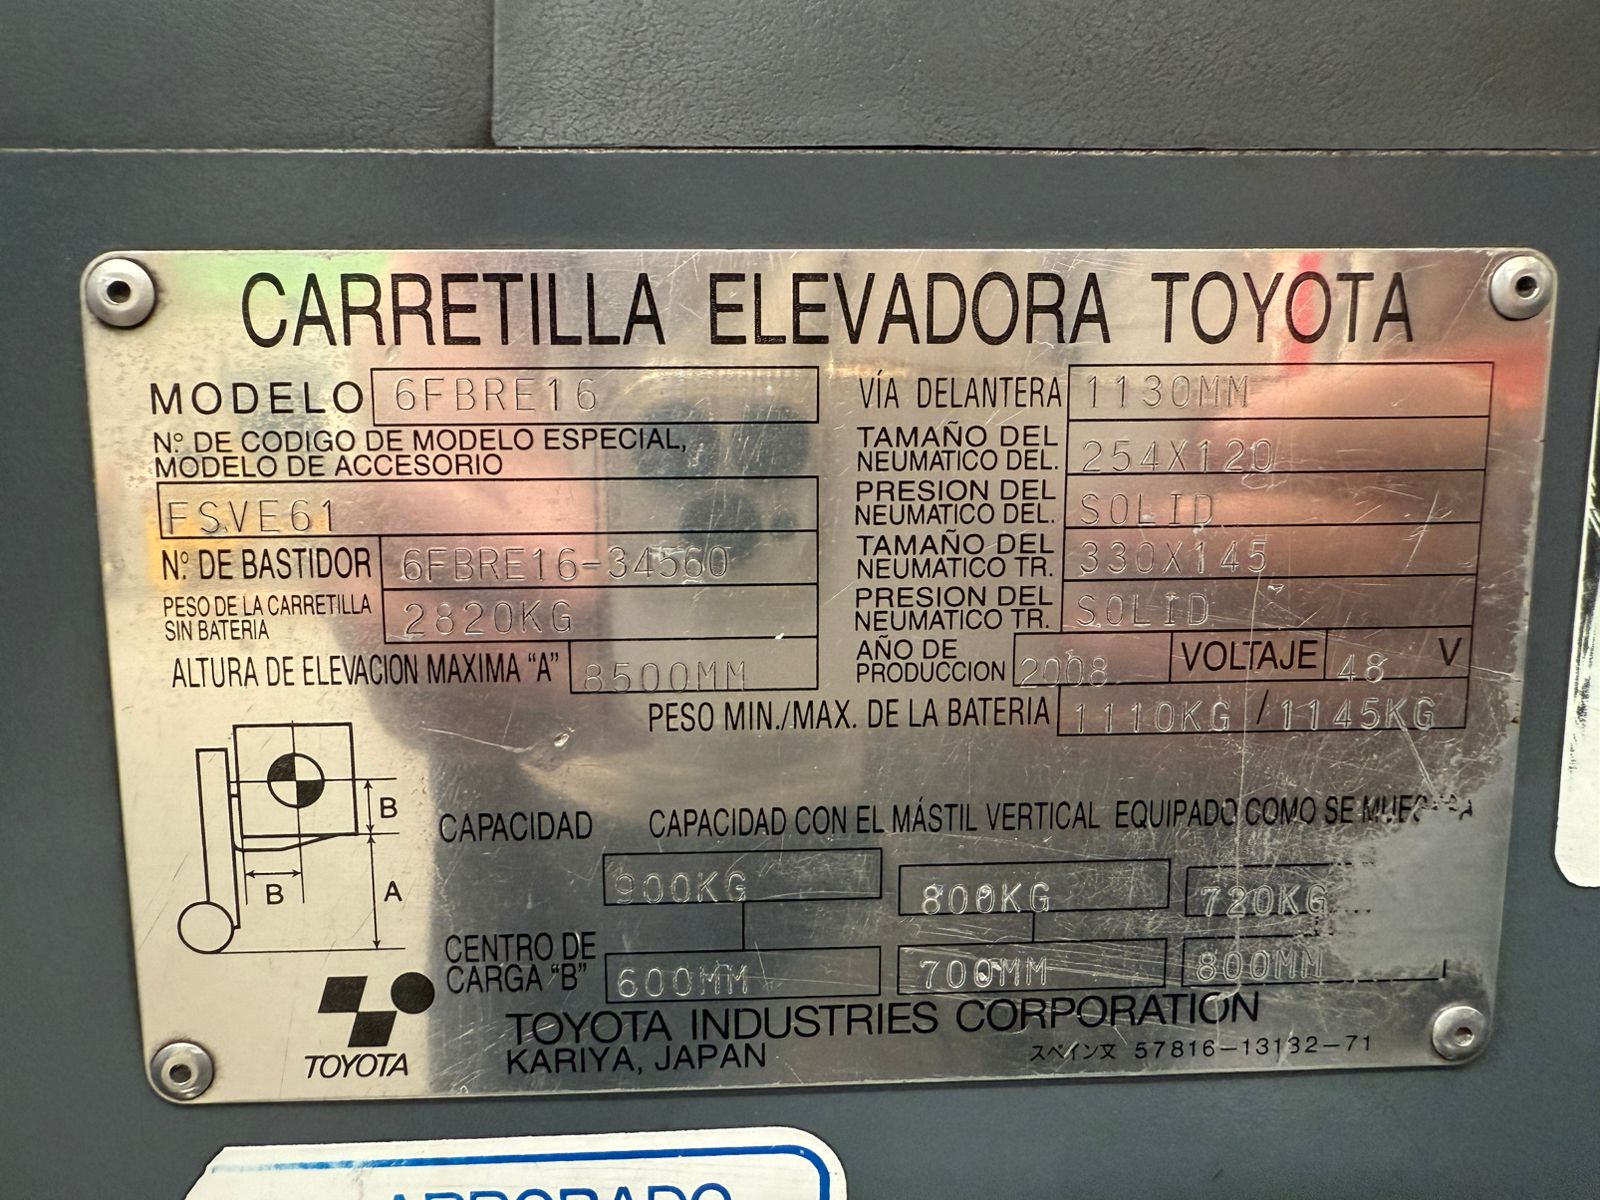 CARRETILLA ELEVADORA TOYOTA
MODELO 6FBRE16
N.º DE CODIGO DE MODELO ESPECIAL,
MODELO DE ACCESORIO
FSVE61
N.º DE BASTIDOR 6FBRE16-34560
PESO DE LA CARRETILLA
SIN BATERIA 2820KG
ALTURA DE ELEVACION MAXIMA "A" 8500MM
VÍA DELANTERA 1130MM
TAMAÑO DEL
NEUMATICO DEL. 254X120
PRESION DEL
NEUMATICO DEL. SOLID
TAMAÑO DEL
NEUMATICO TR. 330X145
PRESION DEL
NEUMATICO TR. SOLID
AÑO DE
PRODUCCION 2008 VOLTAJE 48 V
PESO MIN./MAX. DE LA BATERIA 1110KG / 1145KG
B
B
A
CAPACIDAD CAPACIDAD CON EL MÁSTIL VERTICAL EQUIPADO COMO SE MUESTRA
900KG 800KG 720KG
CENTRO DE
CARGA "B" 600MM 700MM 800MM
TOYOTA
TOYOTA INDUSTRIES CORPORATION
KARIYA, JAPAN
スペイン文 57816-13132-71
APROBADO